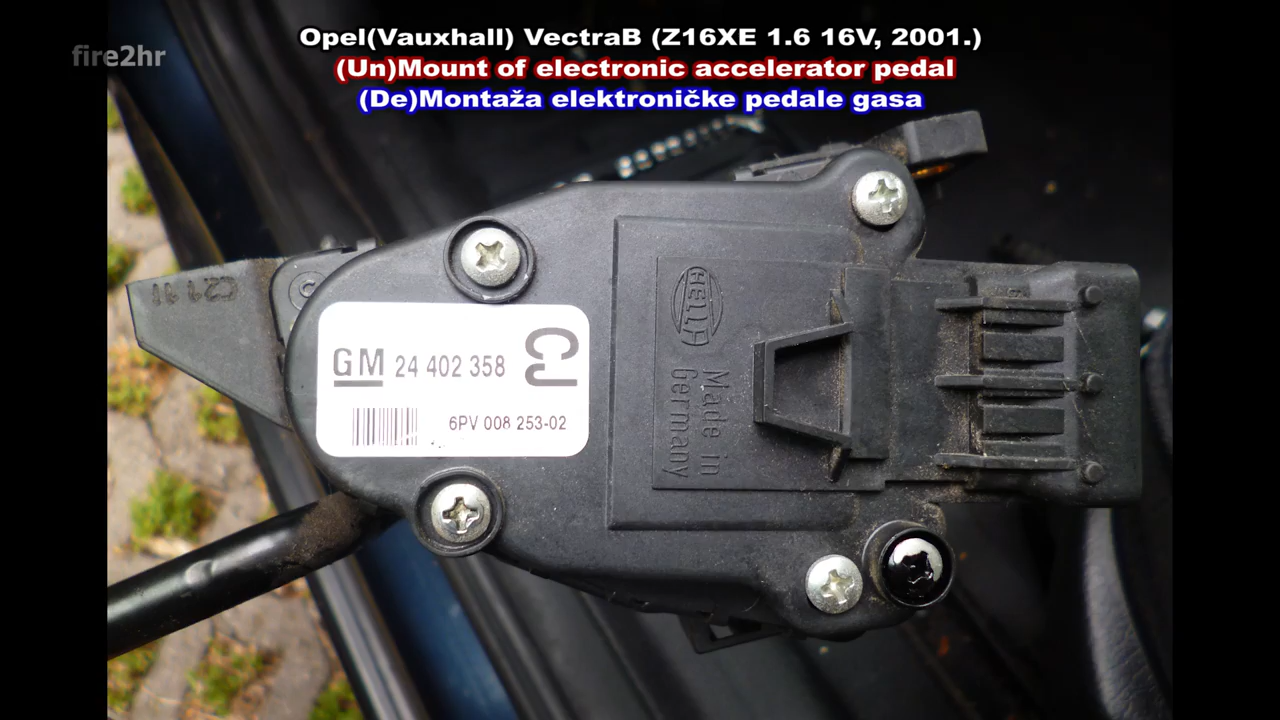 fire2hr
Opel(Vauxhall) VectraB (Z16XE 1.6 16V, 2001.)
(Un)Mount of electronic accelerator pedal
(De)Montaža elektroničke pedale gasa
GM 24 402 358 CJ
6PV 008 253-02
HELLA
Made in
Germany